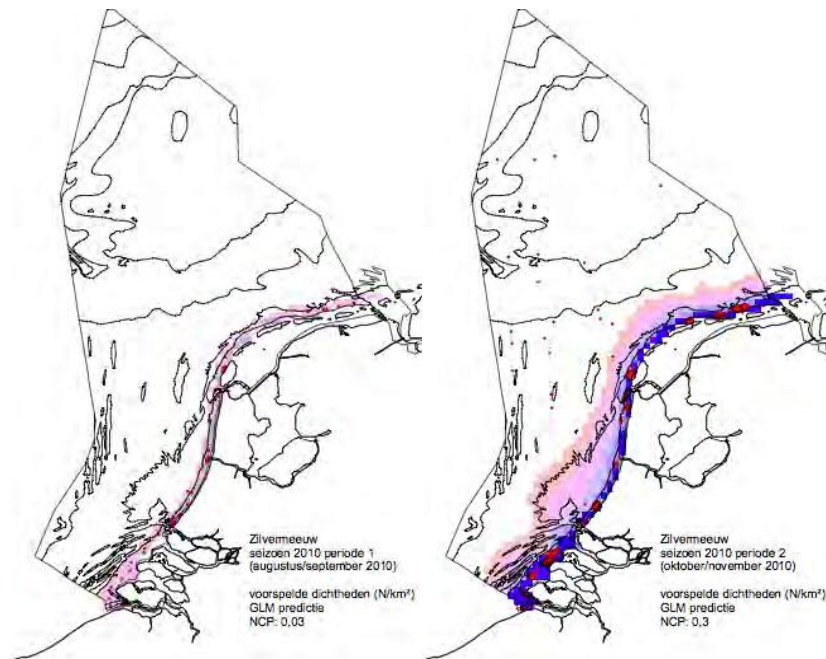 Zilvermeeuw
seizoen 2010 periode 1
(augustus/september 2010)
voorspelde dichtheden (N/km²)
GLM predictie
NCP: 0,03
Zilvermeeuw
seizoen 2010 periode 2
(oktober/november 2010)
voorspelde dichtheden (N/km²)
GLM predictie
NCP: 0,3